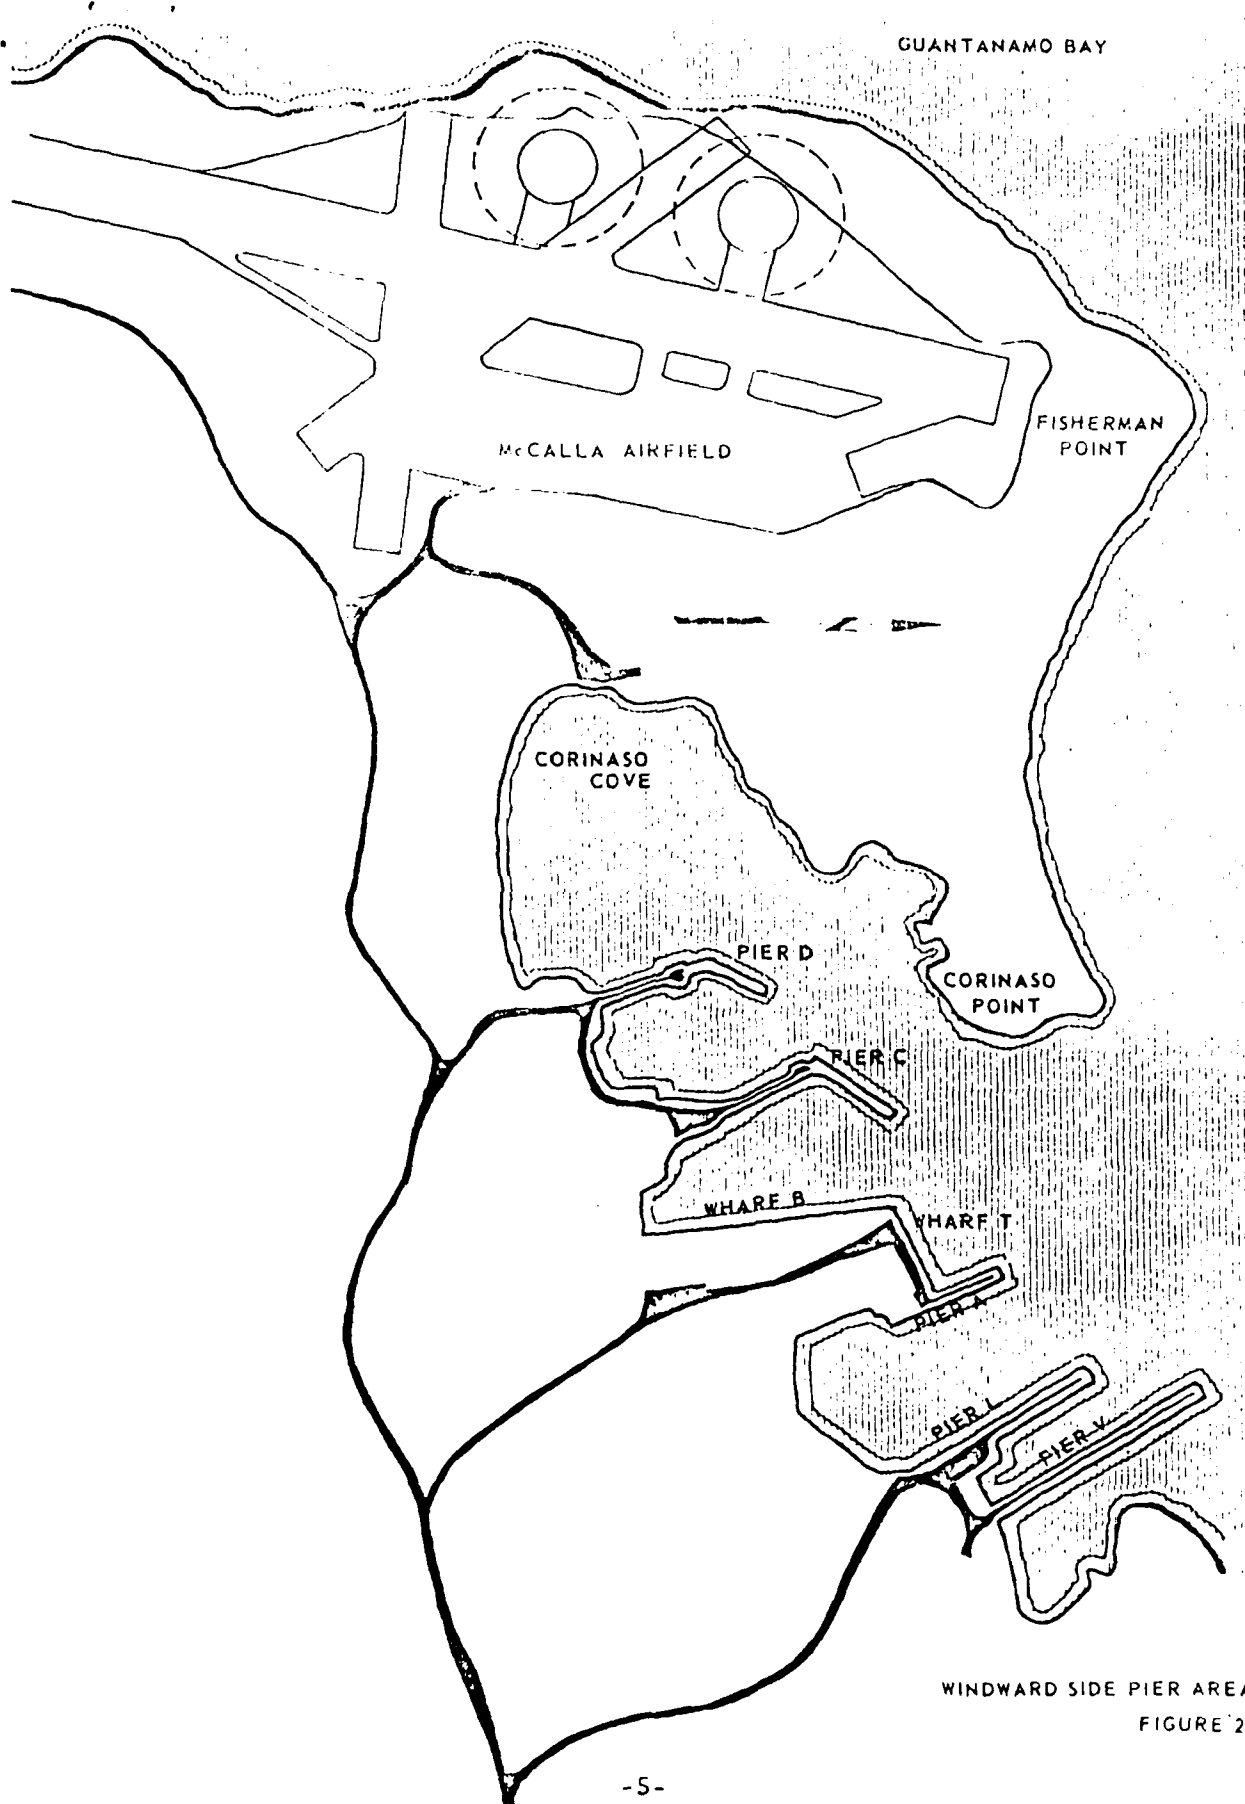 GUANTANAMO BAY
FISHERMAN
POINT
McCALLA AIRFIELD
CORINASO
COVE
PIER D
CORINASO
POINT
PIER C
WHARF B
WHARF T
PIER A
PIER L
PIER V
WINDWARD SIDE PIER AREA
FIGURE 2
-5-